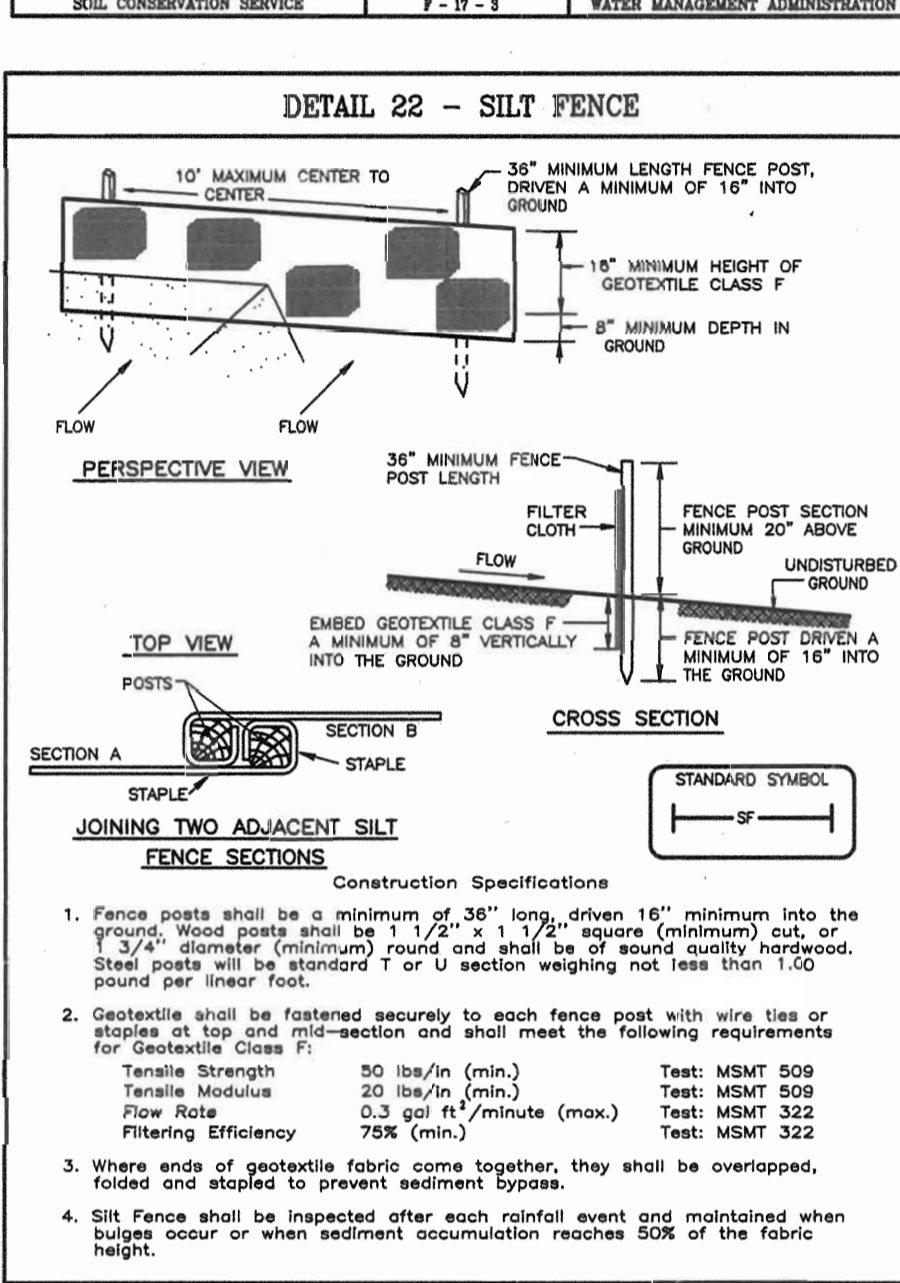 SOIL CONSERVATION SERVICE
F - 17 - 3
WATER MANAGEMENT ADMINISTRATION
DETAIL 22 - SILT FENCE
10' MAXIMUM CENTER TO
CENTER
36" MINIMUM LENGTH FENCE POST,
DRIVEN A MINIMUM OF 16" INTO
GROUND
16" MINIMUM HEIGHT OF
GEOTEXTILE CLASS F
8" MINIMUM DEPTH IN
GROUND
FLOW
FLOW
PERSPECTIVE VIEW
36" MINIMUM FENCE
POST LENGTH
FILTER
CLOTH
FENCE POST SECTION
MINIMUM 20" ABOVE
GROUND
FLOW
UNDISTURBED
GROUND
EMBED GEOTEXTILE CLASS F
A MINIMUM OF 8" VERTICALLY
INTO THE GROUND
FENCE POST DRIVEN A
MINIMUM OF 16" INTO
THE GROUND
CROSS SECTION
TOP VIEW
POSTS
SECTION B
SECTION A
STAPLE
STAPLE
JOINING TWO ADJACENT SILT
FENCE SECTIONS
STANDARD SYMBOL
SF
Construction Specifications
1. Fence posts shall be a minimum of 36" long, driven 16" minimum into the
ground. Wood posts shall be 1 1/2" x 1 1/2" square (minimum) cut, or
1 3/4" diameter (minimum) round and shall be of sound quality hardwood.
Steel posts will be standard T or U section weighing not less than 1.00
pound per linear foot.
2. Geotextile shall be fastened securely to each fence post with wire ties or
staples at top and mid-section and shall meet the following requirements
for Geotextile Class F:
Tensile Strength 50 lbs/in (min.) Test: MSMT 509
Tensile Modulus 20 lbs/in (min.) Test: MSMT 509
Flow Rate 0.3 gal ft²/minute (max.) Test: MSMT 322
Filtering Efficiency 75% (min.) Test: MSMT 322
3. Where ends of geotextile fabric come together, they shall be overlapped,
folded and stapled to prevent sediment bypass.
4. Silt Fence shall be inspected after each rainfall event and maintained when
bulges occur or when sediment accumulation reaches 50% of the fabric
height.